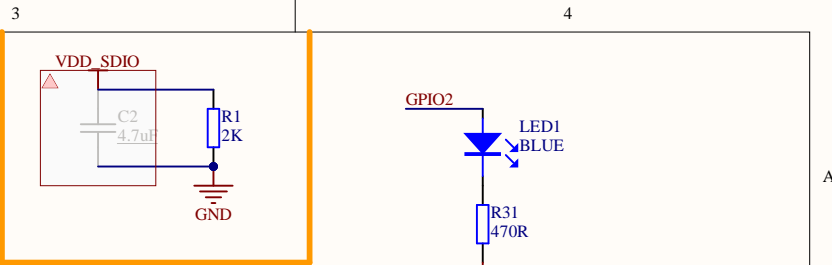 3
4
VDD_SDIO
C2
4.7uF
R1
2K
GND
GPIO2
LED1
BLUE
R31
470R
A